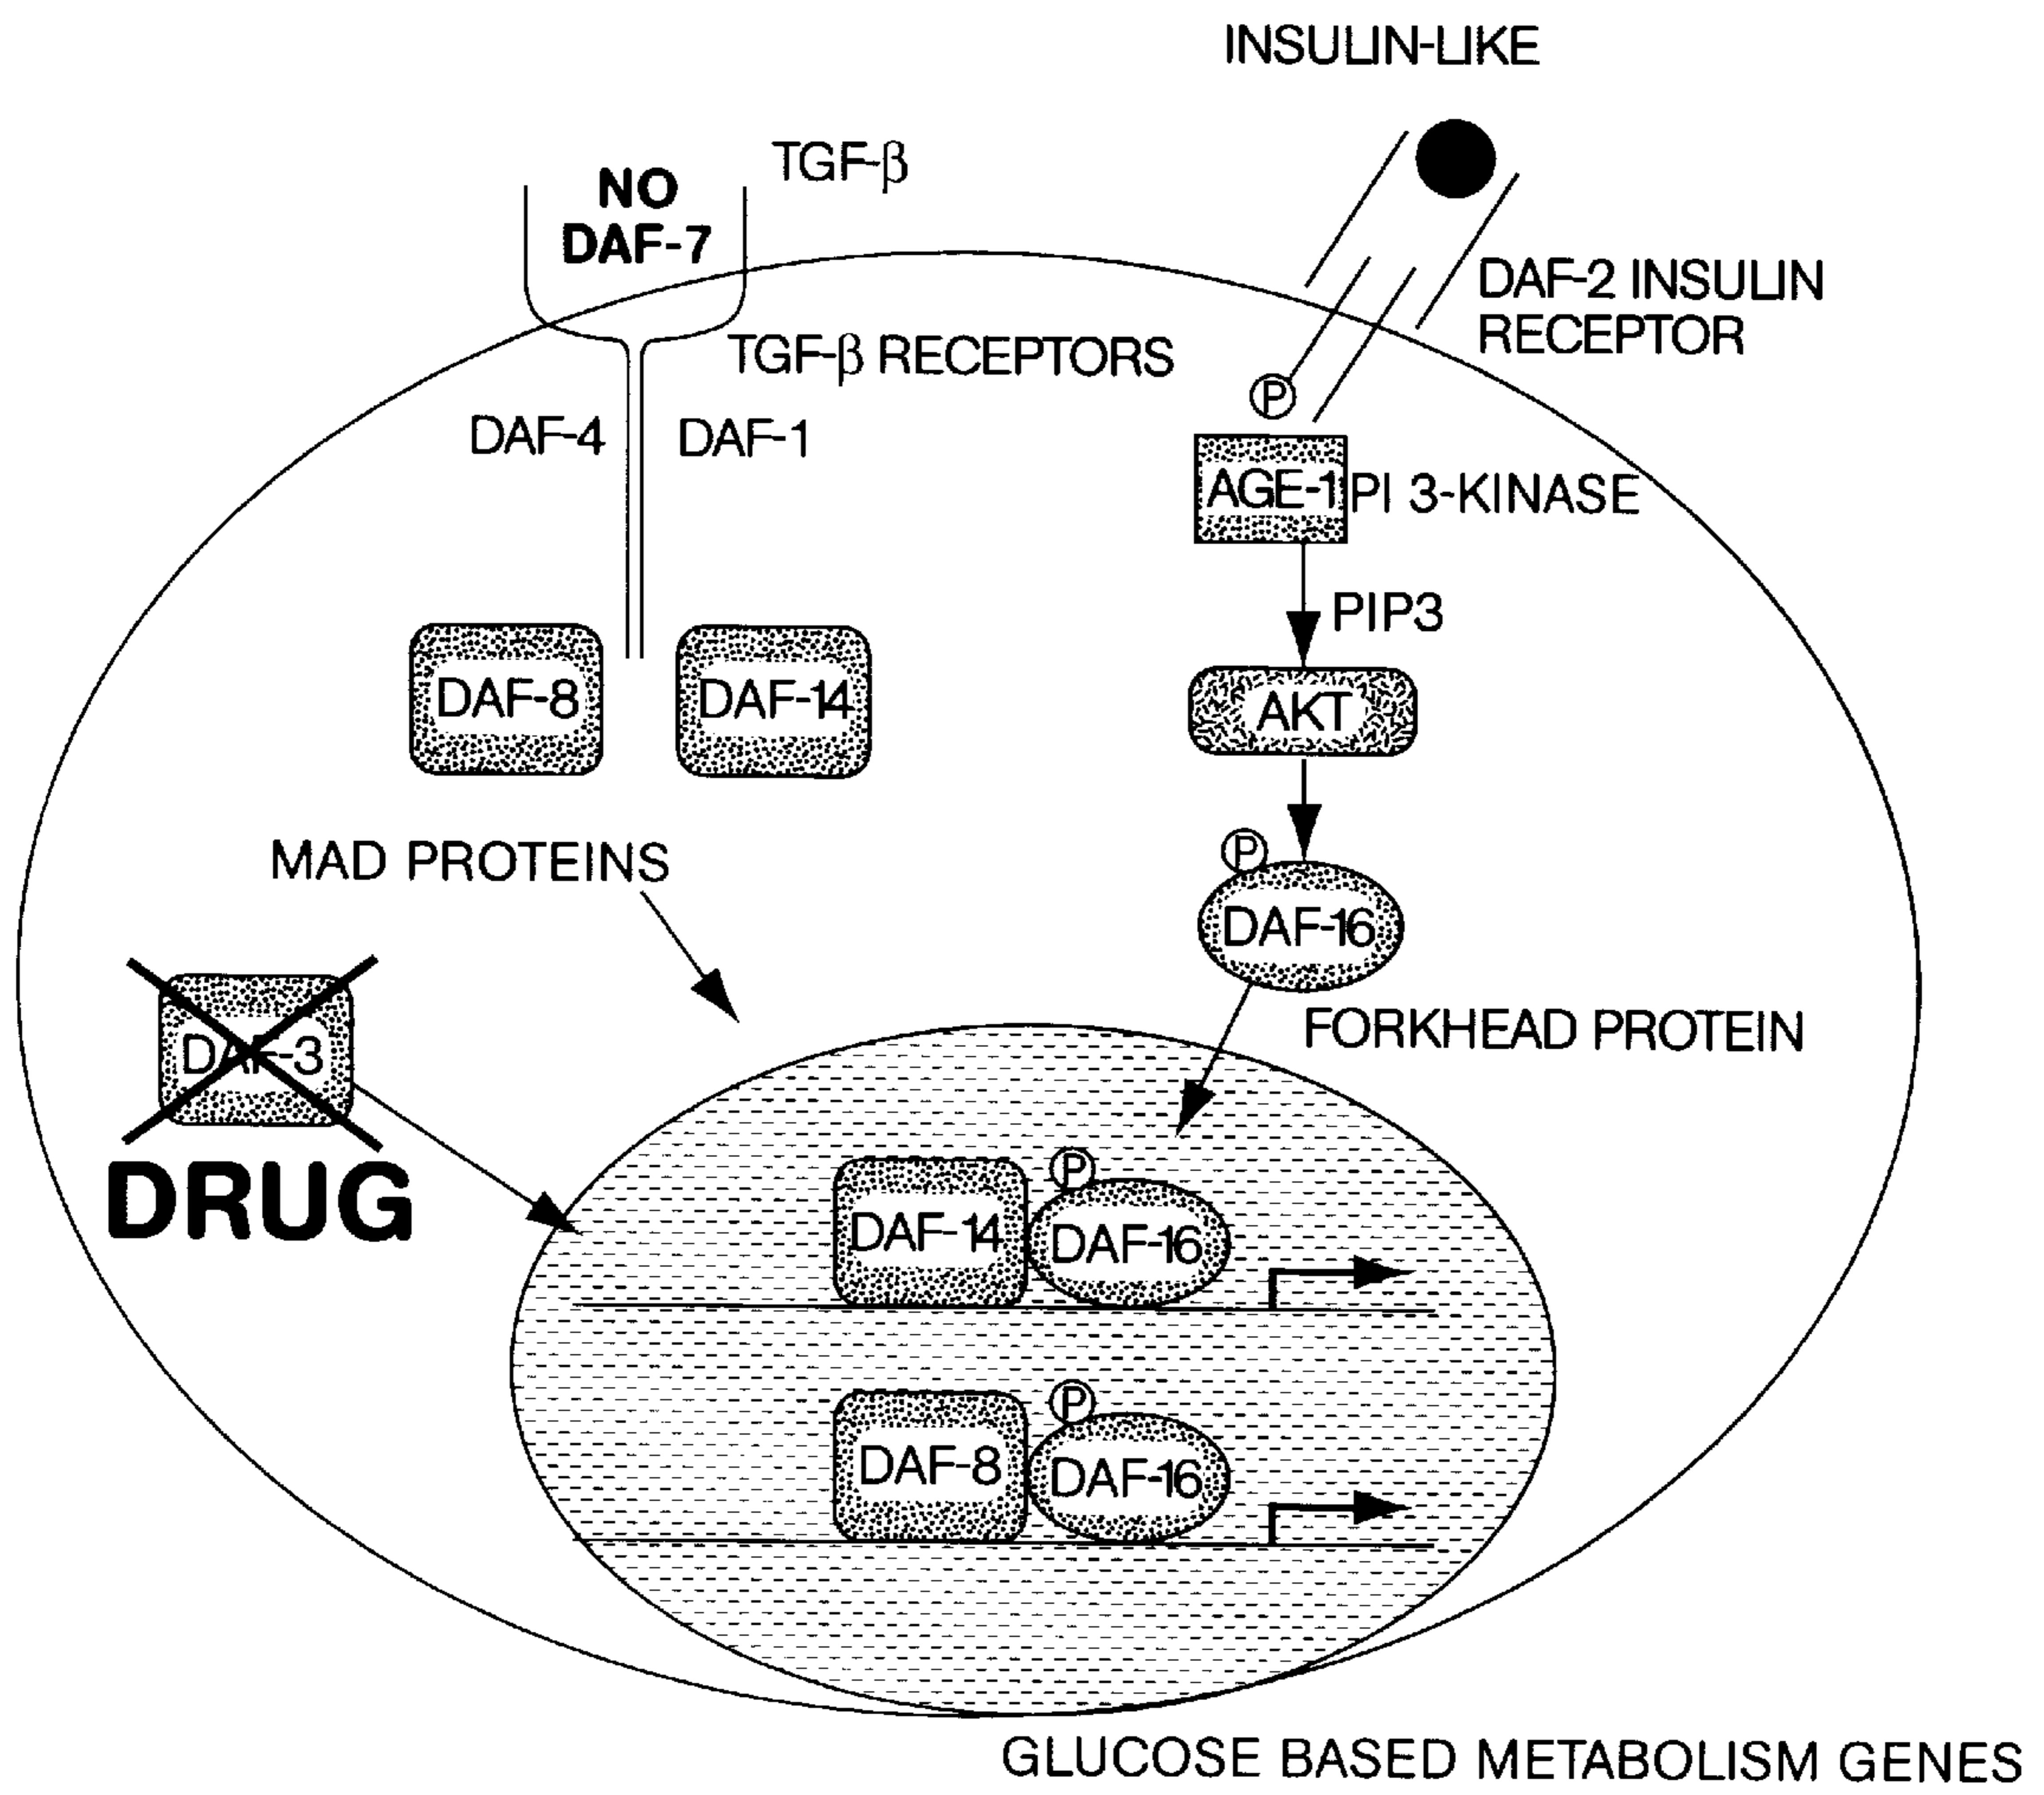 INSULIN-LIKE
TGF-β
NO
DAF-7
DAF-2 INSULIN
RECEPTOR
TGF-β RECEPTORS
P
DAF-4
DAF-1
AGE-1
PI 3-KINASE
PIP3
DAF-8
DAF-14
AKT
P
MAD PROTEINS
DAF-16
FORKHEAD PROTEIN
DAF-3
DRUG
P
DAF-14
DAF-16
P
DAF-8
DAF-16
GLUCOSE BASED METABOLISM GENES